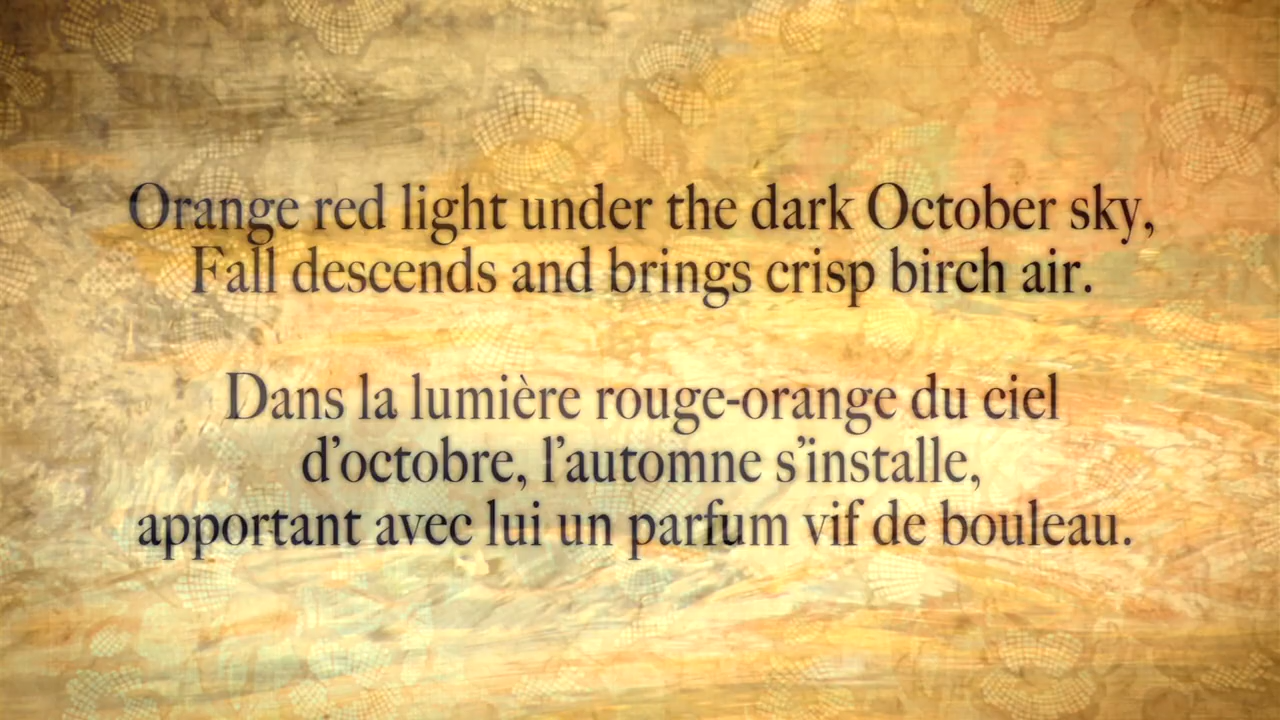 Orange red light under the dark October sky,
Fall descends and brings crisp birch air.
Dans la lumière rouge-orange du ciel
d’octobre, l’automne s’installe,
apportant avec lui un parfum vif de bouleau.